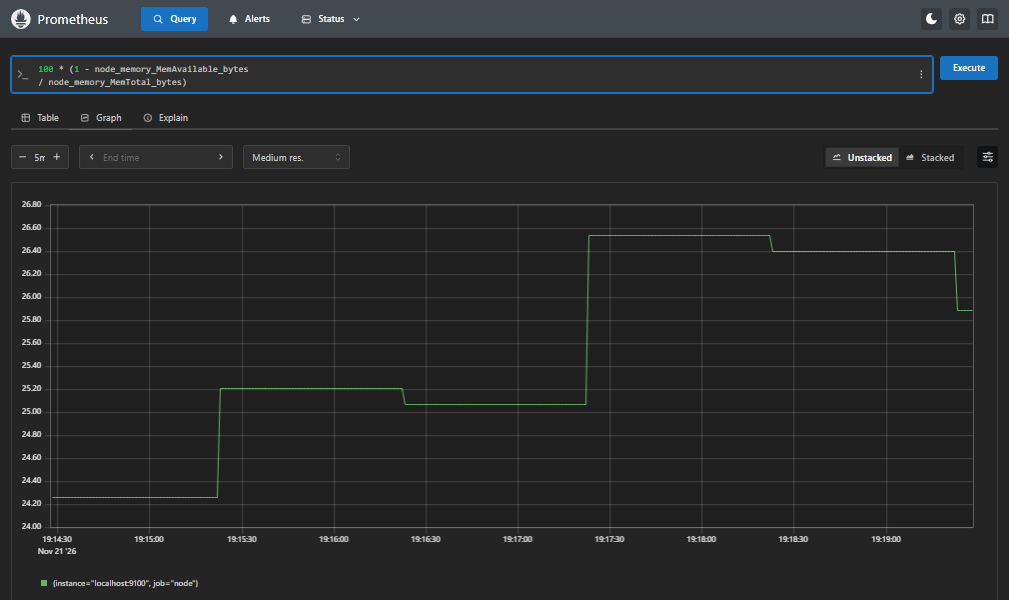 Prometheus Query Alerts Status
100 * (1 - node_memory_MemAvailable_bytes
/ node_memory_MemTotal_bytes)
Execute
Table Graph Explain
5m End time Medium res. Unstacked Stacked
26.80
26.60
26.40
26.20
26.00
25.80
25.60
25.40
25.20
25.00
24.80
24.60
24.40
24.20
24.00
19:14:30 19:15:00 19:15:30 19:16:00 19:16:30 19:17:00 19:17:30 19:18:00 19:18:30 19:19:00
Nov 21 '26
{instance="localhost:9100", job="node"}